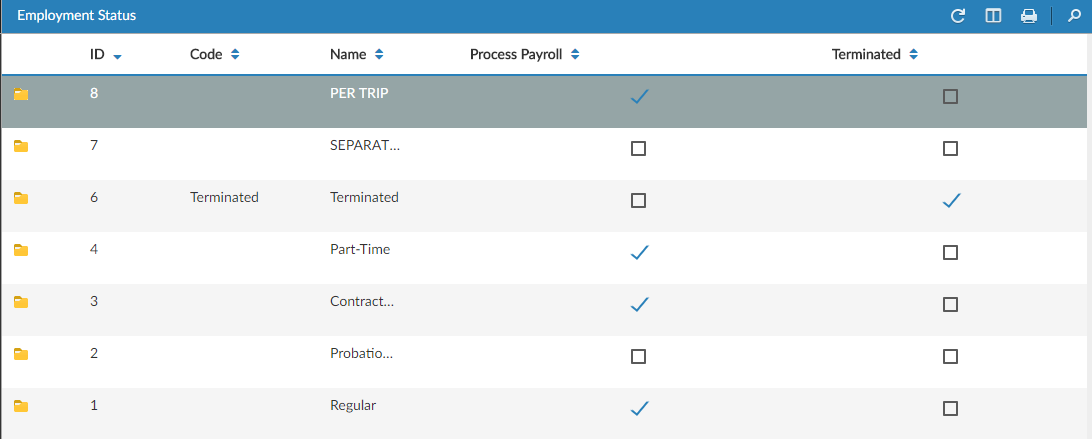 Employment Status
ID Code Name Process Payroll Terminated
8 PER TRIP
7 SEPARAT...
6 Terminated Terminated
4 Part-Time
3 Contract...
2 Probatio...
1 Regular